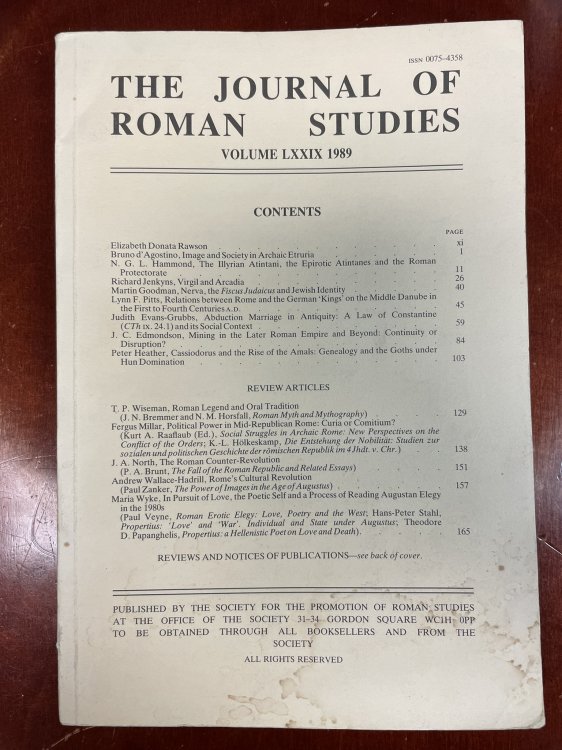 ISSN 0075-4358
THE JOURNAL OF
ROMAN STUDIES
VOLUME LXXIX 1989
CONTENTS
PAGE
Elizabeth Donata Rawson . . . . . . . . . . . xi
Bruno d'Agostino, Image and Society in Archaic Etruria . . . . . . 1
N. G. L. Hammond, The Illyrian Atintani, the Epirotic Atintanes and the Roman
Protectorate . . . . . . . . . . . 11
Richard Jenkyns, Virgil and Arcadia . . . . . . . . . 26
Martin Goodman, Nerva, the Fiscus Judaicus and Jewish Identity . . . . 40
Lynn F. Pitts, Relations between Rome and the German 'Kings' on the Middle Danube in
the First to Fourth Centuries A.D. . . . . . . . . 45
Judith Evans-Grubbs, Abduction Marriage in Antiquity: A Law of Constantine
(CTh IX. 24.1) and its Social Context . . . . . . . . 59
J. C. Edmondson, Mining in the Later Roman Empire and Beyond: Continuity or
Disruption? . . . . . . . . . . . 84
Peter Heather, Cassiodorus and the Rise of the Amals: Genealogy and the Goths under
Hun Domination . . . . . . . . . . 103
REVIEW ARTICLES
T. P. Wiseman, Roman Legend and Oral Tradition
(J. N. Bremmer and N. M. Horsfall, Roman Myth and Mythography) . . . 129
Fergus Millar, Political Power in Mid-Republican Rome: Curia or Comitium?
(Kurt A. Raaflaub (Ed.), Social Struggles in Archaic Rome: New Perspectives on the
Conflict of the Orders; K.-L. Hölkeskamp, Die Entstehung der Nobilität: Studien zur
sozialen und politischen Geschichte der römischen Republik im 4 Jhdt. v. Chr.) . . . 138
J. A. North, The Roman Counter-Revolution
(P. A. Brunt, The Fall of the Roman Republic and Related Essays) . . . . 151
Andrew Wallace-Hadrill, Rome's Cultural Revolution
(Paul Zanker, The Power of Images in the Age of Augustus) . . . . 157
Maria Wyke, In Pursuit of Love, the Poetic Self and a Process of Reading Augustan Elegy
in the 1980s
(Paul Veyne, Roman Erotic Elegy: Love, Poetry and the West; Hans-Peter Stahl,
Propertius: 'Love' and 'War'. Individual and State under Augustus; Theodore
D. Papanghelis, Propertius: a Hellenistic Poet on Love and Death) . . . . 165
REVIEWS AND NOTICES OF PUBLICATIONS—see back of cover.
PUBLISHED BY THE SOCIETY FOR THE PROMOTION OF ROMAN STUDIES
AT THE OFFICE OF THE SOCIETY 31-34 GORDON SQUARE WC1H 0PP
TO BE OBTAINED THROUGH ALL BOOKSELLERS AND FROM THE
SOCIETY
ALL RIGHTS RESERVED